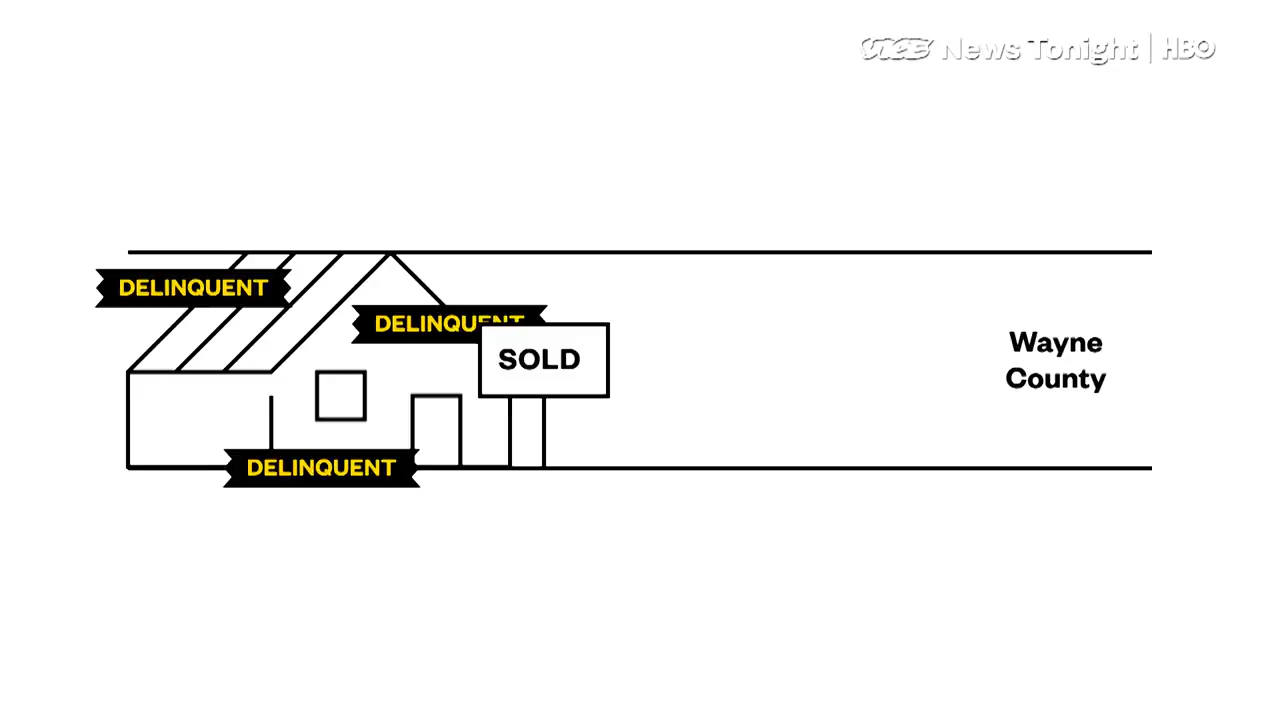 VICE News Tonight | HBO
DELINQUENT
DELINQUENT
SOLD
Wayne
County
DELINQUENT